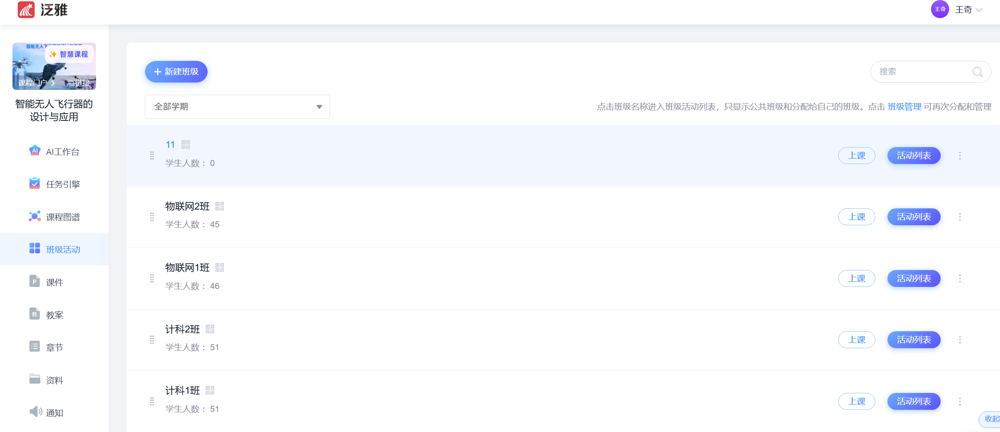 泛雅
王奇
王奇
智慧课程
课程门户
链接
智能无人飞行器的
设计与应用
AI工作台
任务引擎
课程图谱
班级活动
课件
教案
章节
资料
通知
新建班级
搜索
全部学期
点击班级名称进入班级活动列表，只显示公共班级和分配给自己的班级。点击 班级管理 可再次分配和管理
11
学生人数： 0
上课
活动列表
物联网2班
学生人数： 45
上课
活动列表
物联网1班
学生人数： 46
上课
活动列表
计科2班
学生人数： 51
上课
活动列表
计科1班
学生人数： 51
上课
活动列表
收起